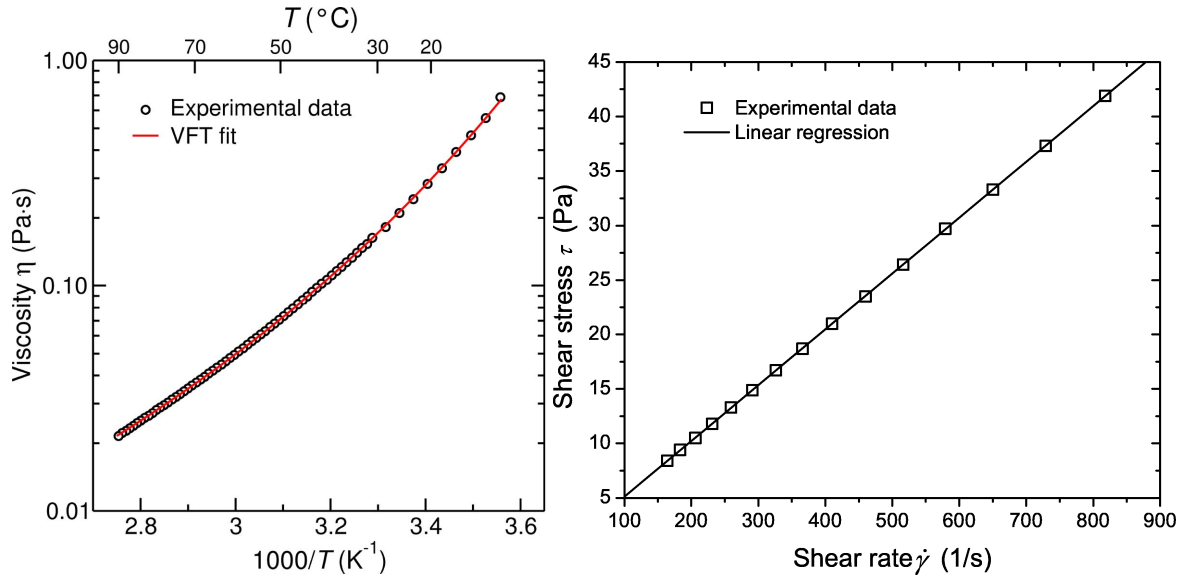 T (°C)
90 70 50 30 20
1.00
0.10
0.01
Viscosity η (Pa·s)
Experimental data
VFT fit
2.8 3 3.2 3.4 3.6
1000/T (K⁻¹)
45
40
35
30
25
20
15
10
5
Shear stress τ (Pa)
Experimental data
Linear regression
100 200 300 400 500 600 700 800 900
Shear rate γ̇ (1/s)